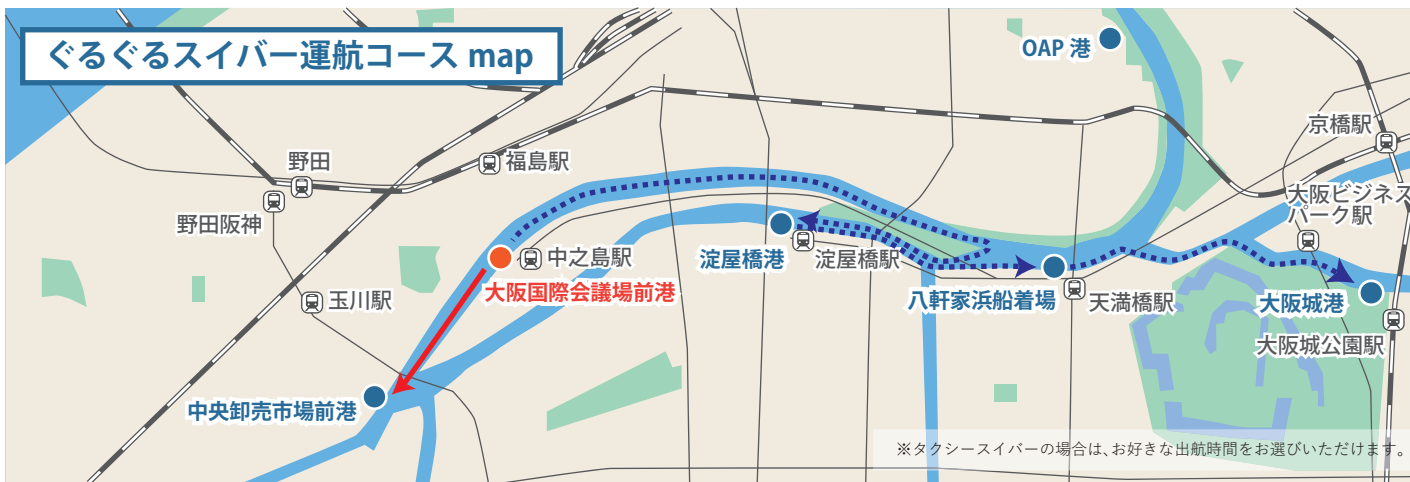 ぐるぐるスイバー運航コース map
OAP 港
京橋駅
野田
福島駅
大阪ビジネス
パーク駅
野田阪神
淀屋橋港
淀屋橋駅
中之島駅
大阪国際会議場前港
玉川駅
八軒家浜船着場
天満橋駅
大阪城港
大阪城公園駅
中央卸売市場前港
※タクシースイバーの場合は、お好きな出航時間をお選びいただけます。